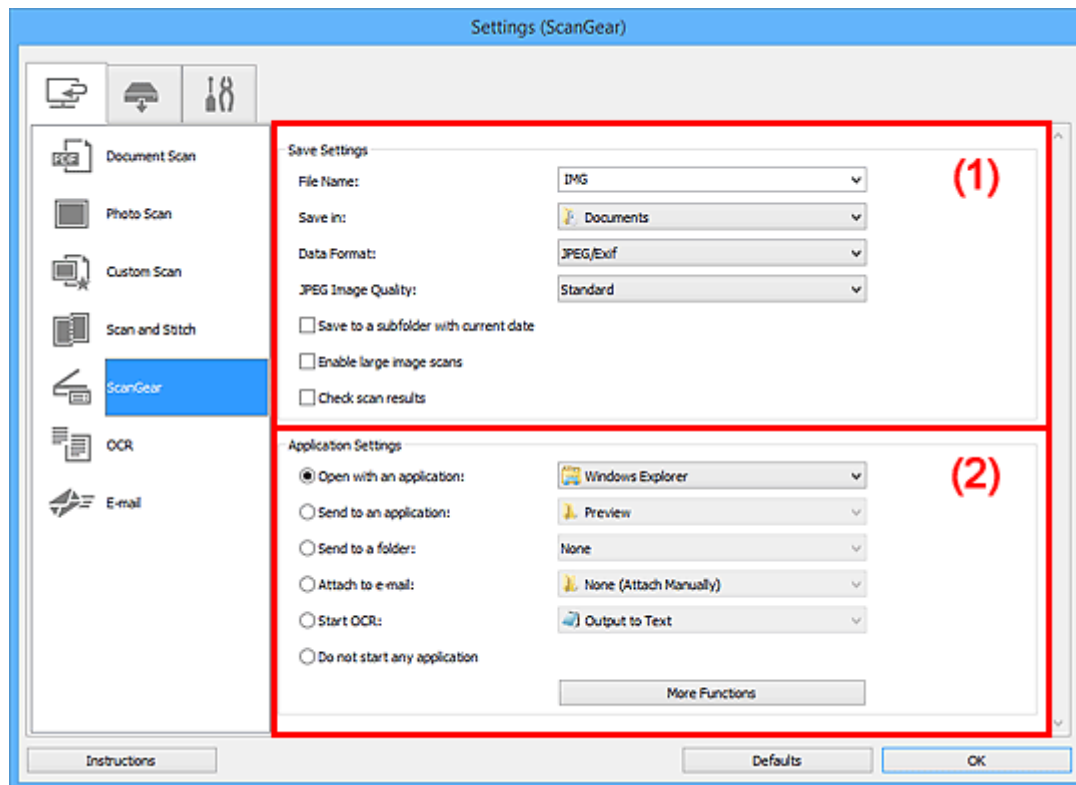 Settings (ScanGear)
Document Scan
Photo Scan
Custom Scan
Scan and Stitch
ScanGear
OCR
E-mail
Save Settings
(1)
File Name: IMG
Save in: Documents
Data Format: JPEG/Exif
JPEG Image Quality: Standard
Save to a subfolder with current date
Enable large image scans
Check scan results
Application Settings
(2)
Open with an application: Windows Explorer
Send to an application: Preview
Send to a folder: None
Attach to e-mail: None (Attach Manually)
Start OCR: Output to Text
Do not start any application
More Functions
Instructions Defaults OK